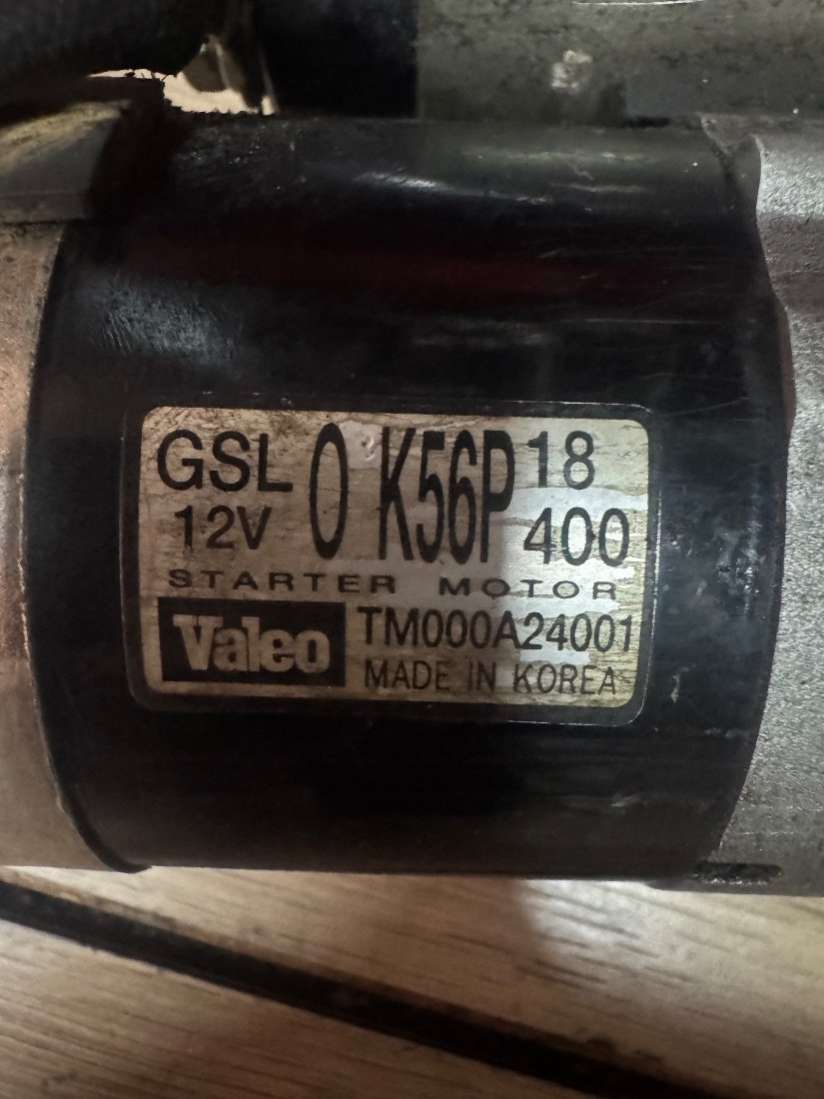 GSL 0 K56P 18
12V 400
STARTER MOTOR
Valeo TM000A24001
MADE IN KOREA